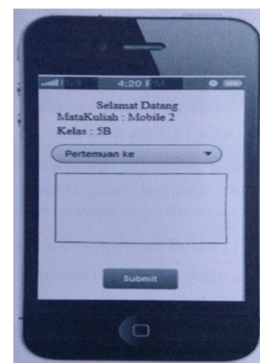 4:20
Selamat Datang
MataKuliah : Mobile 2
Kelas : 5B
Pertemuan ke
Submit